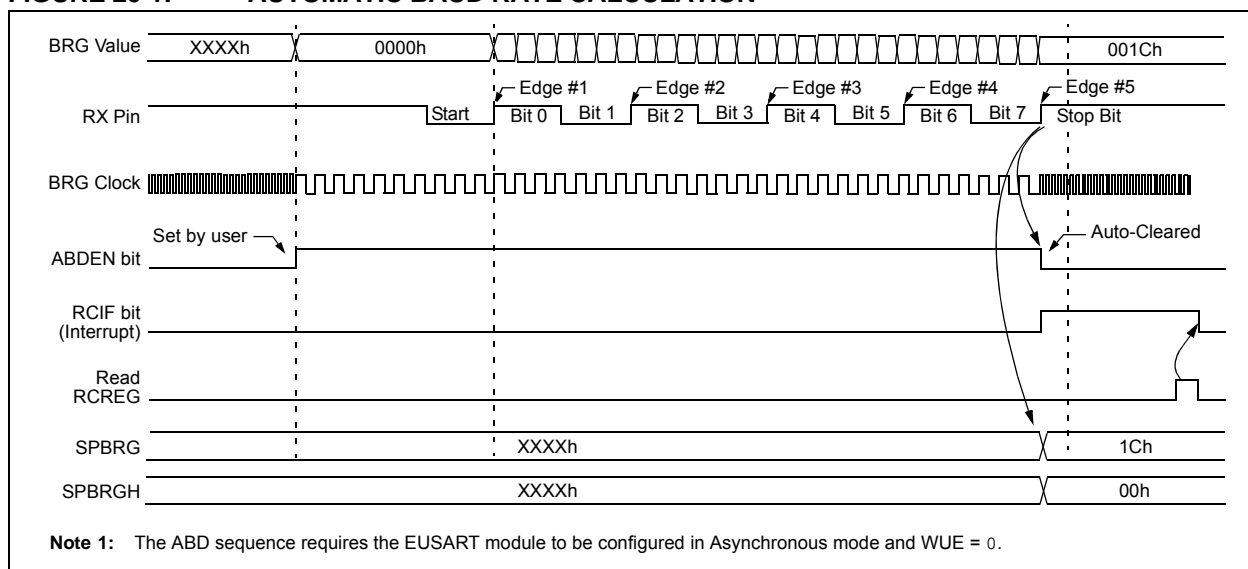 BRG Value XXXXh 0000h 001Ch
Edge #1 Edge #2 Edge #3 Edge #4 Edge #5
RX Pin Start Bit 0 Bit 1 Bit 2 Bit 3 Bit 4 Bit 5 Bit 6 Bit 7 Stop Bit
BRG Clock
Set by user Auto-Cleared
ABDEN bit
RCIF bit
(Interrupt)
Read
RCREG
SPBRG XXXXh 1Ch
SPBRGH XXXXh 00h
Note 1: The ABD sequence requires the EUSART module to be configured in Asynchronous mode and WUE = 0.